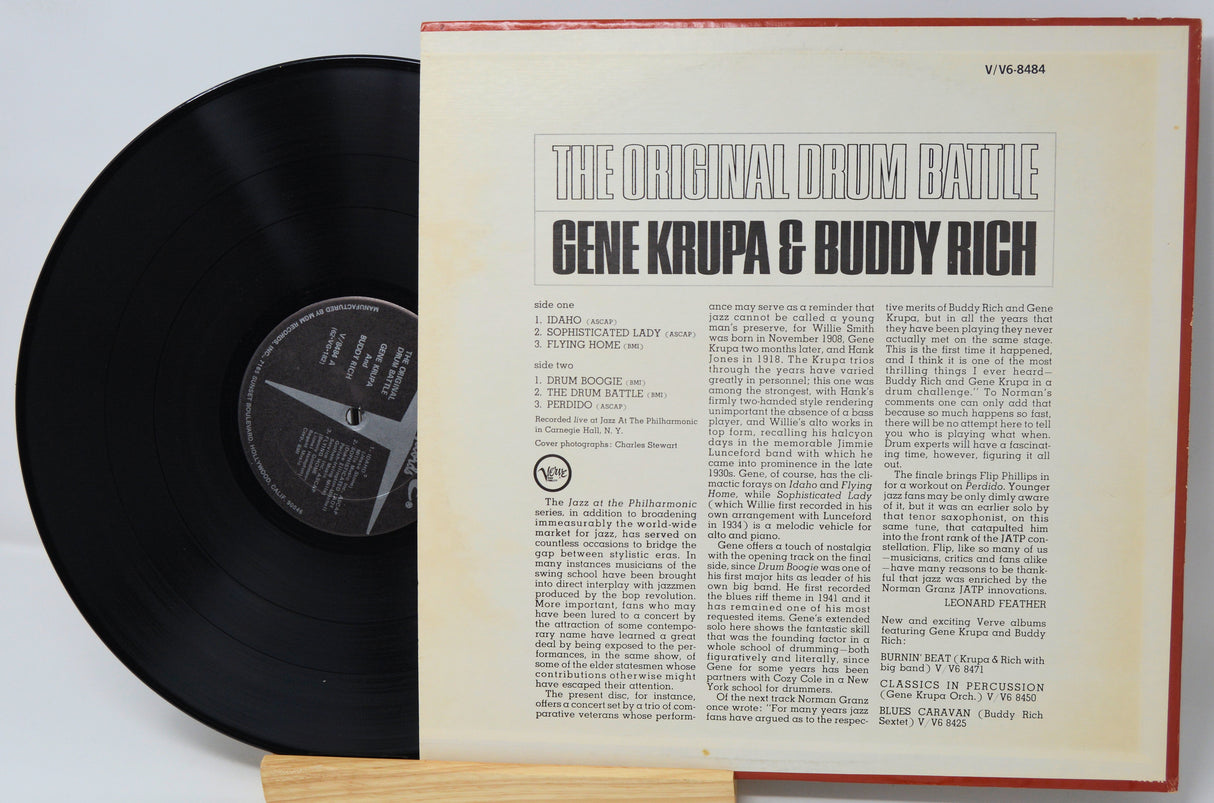 V/V6-8484
THE ORIGINAL DRUM BATTLE
GENE KRUPA & BUDDY RICH
side one
1. IDAHO (ASCAP)
2. SOPHISTICATED LADY (ASCAP)
3. FLYING HOME (BMI)
side two
1. DRUM BOOGIE (BMI)
2. THE DRUM BATTLE (BMI)
3. PERDIDO (ASCAP)
Recorded live at Jazz At The Philharmonic
in Carnegie Hall, N. Y.
Cover photographs: Charles Stewart
Verve
The Jazz at the Philharmonic
series, in addition to broadening
immeasurably the world-wide
market for jazz, has served on
countless occasions to bridge the
gap between stylistic eras. In
many instances musicians of the
swing school have been brought
into direct interplay with jazzmen
produced by the bop revolution.
More important, fans who may
have been lured to a concert by
the attraction of some contempo-
rary name have learned a great
deal by being exposed to the per-
formances, in the same show, of
some of the elder statesmen whose
contributions otherwise might
have escaped their attention.
The present disc, for instance,
offers a concert set by a trio of com-
parative veterans whose perform-
ance may serve as a reminder that
jazz cannot be called a young
man's preserve, for Willie Smith
was born in November 1908, Gene
Krupa two months later, and Hank
Jones in 1918. The Krupa trios
through the years have varied
greatly in personnel; this one was
among the strongest, with Hank's
firmly two-handed style rendering
unimportant the absence of a bass
player, and Willie's alto works in
top form, recalling his halcyon
days in the memorable Jimmie
Lunceford band with which he
came into prominence in the late
1930s. Gene, of course, has the cli-
mactic forays on Idaho and Flying
Home, while Sophisticated Lady
(which Willie first recorded in his
own arrangement with Lunceford
in 1934) is a melodic vehicle for
alto and piano.
Gene offers a touch of nostalgia
with the opening track on the final
side, since Drum Boogie was one of
his first major hits as leader of his
own big band. He first recorded
the blues riff theme in 1941 and it
has remained one of his most
requested items. Gene's extended
solo here shows the fantastic skill
that was the founding factor in a
whole school of drumming—both
figuratively and literally, since
Gene for some years has been
partners with Cozy Cole in a New
York school for drummers.
Of the next track Norman Granz
once wrote: "For many years jazz
fans have argued as to the respec-
tive merits of Buddy Rich and Gene
Krupa, but in all the years that
they have been playing they never
actually met on the same stage.
This is the first time it happened,
and I think it is one of the most
thrilling things I ever heard—
Buddy Rich and Gene Krupa in a
drum challenge." To Norman's
comments one can only add that
because so much happens so fast,
there will be no attempt here to tell
you who is playing what when.
Drum experts will have a fascinat-
ing time, however, figuring it all
out.
The finale brings Flip Phillips in
for a workout on Perdido. Younger
jazz fans may be only dimly aware
of it, but it was an earlier solo by
that tenor saxophonist, on this
same tune, that catapulted him
into the front rank of the JATP con-
stellation. Flip, like so many of us
—musicians, critics and fans alike
—have many reasons to be thank-
ful that jazz was enriched by the
Norman Granz JATP innovations.
LEONARD FEATHER
New and exciting Verve albums
featuring Gene Krupa and Buddy
Rich:
BURNIN' BEAT (Krupa & Rich with
big band) V/V6 8471
CLASSICS IN PERCUSSION
(Gene Krupa Orch.) V/V6 8450
BLUES CARAVAN (Buddy Rich
Sextet) V/V6 8425
MANUFACTURED BY MGM RECORDS, INC., 7165 SUNSET BOULEVARD, HOLLYWOOD, CALIF. 90046
THE ORIGINAL
DRUM BATTLE
GENE KRUPA
And
BUDDY RICH
V-8484 A
(62-VG-182)